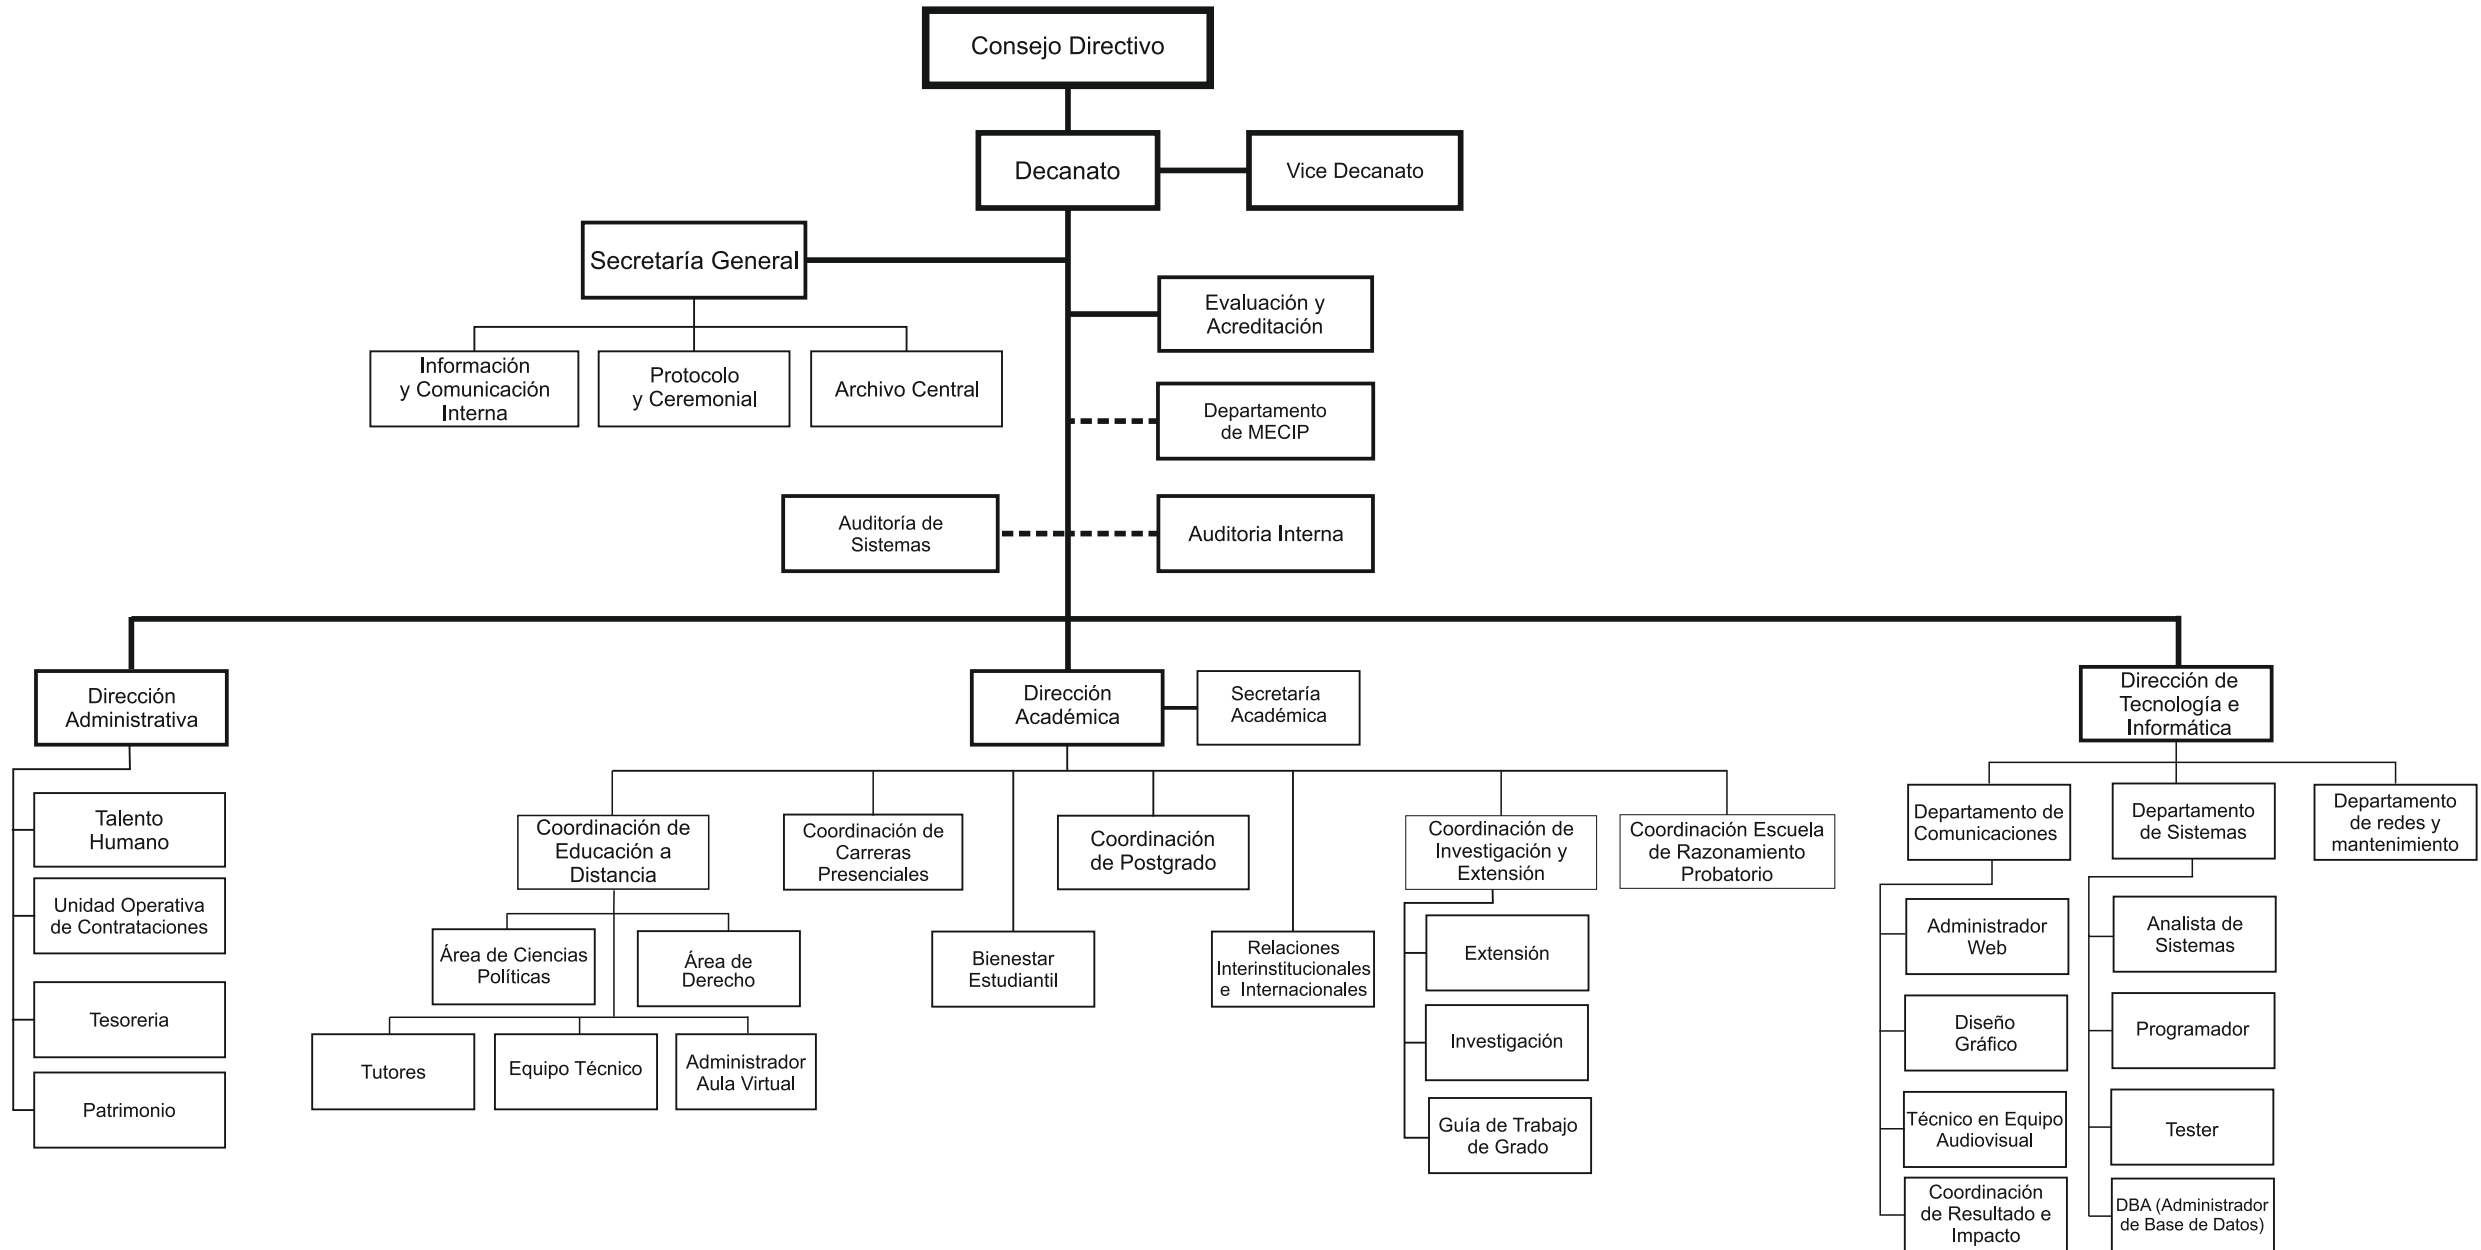 Consejo Directivo
Decanato
Vice Decanato
Secretaría General
Evaluación y
Acreditación
Información
y Comunicación
Interna
Protocolo
y Ceremonial
Archivo Central
Departamento
de MECIP
Auditoría de
Sistemas
Auditoria Interna
Dirección
Administrativa
Dirección
Académica
Secretaría
Académica
Dirección de
Tecnología e
Informática
Talento
Humano
Unidad Operativa
de Contrataciones
Tesoreria
Patrimonio
Coordinación de
Educación a
Distancia
Coordinación de
Carreras
Presenciales
Coordinación
de Postgrado
Coordinación de
Investigación y
Extensión
Coordinación Escuela
de Razonamiento
Probatorio
Área de Ciencias
Políticas
Área de
Derecho
Bienestar
Estudiantil
Relaciones
Interinstitucionales
e Internacionales
Tutores
Equipo Técnico
Administrador
Aula Virtual
Extensión
Investigación
Guía de Trabajo
de Grado
Departamento de
Comunicaciones
Departamento
de Sistemas
Departamento
de redes y
mantenimiento
Administrador
Web
Diseño
Gráfico
Técnico en Equipo
Audiovisual
Coordinación
de Resultado e
Impacto
Analista de
Sistemas
Programador
Tester
DBA (Administrador
de Base de Datos)